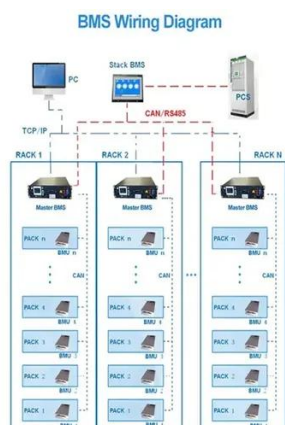 BMS Wiring Diagram
Stack BMS
PC
PCS
CAN/RS485
TCP/IP
RACK 1
RACK 2
RACK N
Master BMS
Master BMS
Master BMS
PACK n
PACK n
PACK n
BMU n
BMU n
BMU n
CAN
CAN
CAN
PACK 4
PACK 4
PACK 4
BMU 4
BMU 4
BMU 4
PACK 3
PACK 3
PACK 3
BMU 3
BMU 3
BMU 3
PACK 2
PACK 2
PACK 2
BMU 2
BMU 2
BMU 2
PACK 1
PACK 1
PACK 1